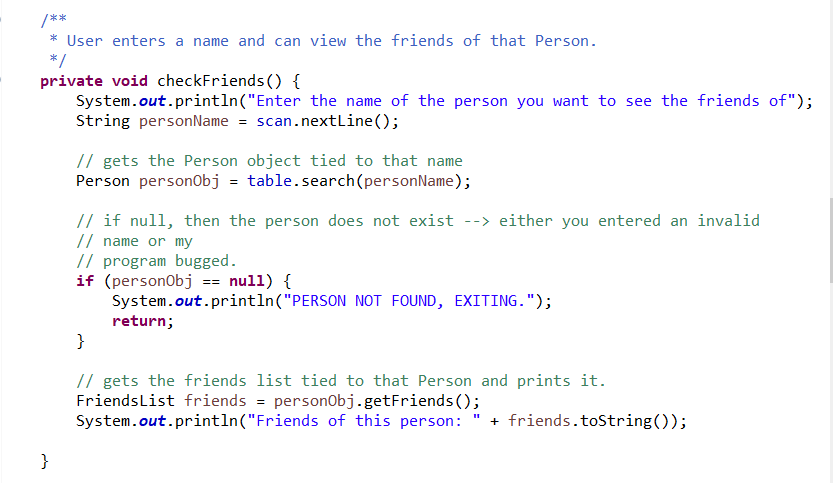 /**
 * User enters a name and can view the friends of that Person.
 */
private void checkFriends() {
    System.out.println("Enter the name of the person you want to see the friends of");
    String personName = scan.nextLine();

    // gets the Person object tied to that name
    Person personObj = table.search(personName);

    // if null, then the person does not exist --> either you entered an invalid
    // name or my
    // program bugged.
    if (personObj == null) {
        System.out.println("PERSON NOT FOUND, EXITING.");
        return;
    }

    // gets the friends list tied to that Person and prints it.
    FriendsList friends = personObj.getFriends();
    System.out.println("Friends of this person: " + friends.toString());

}